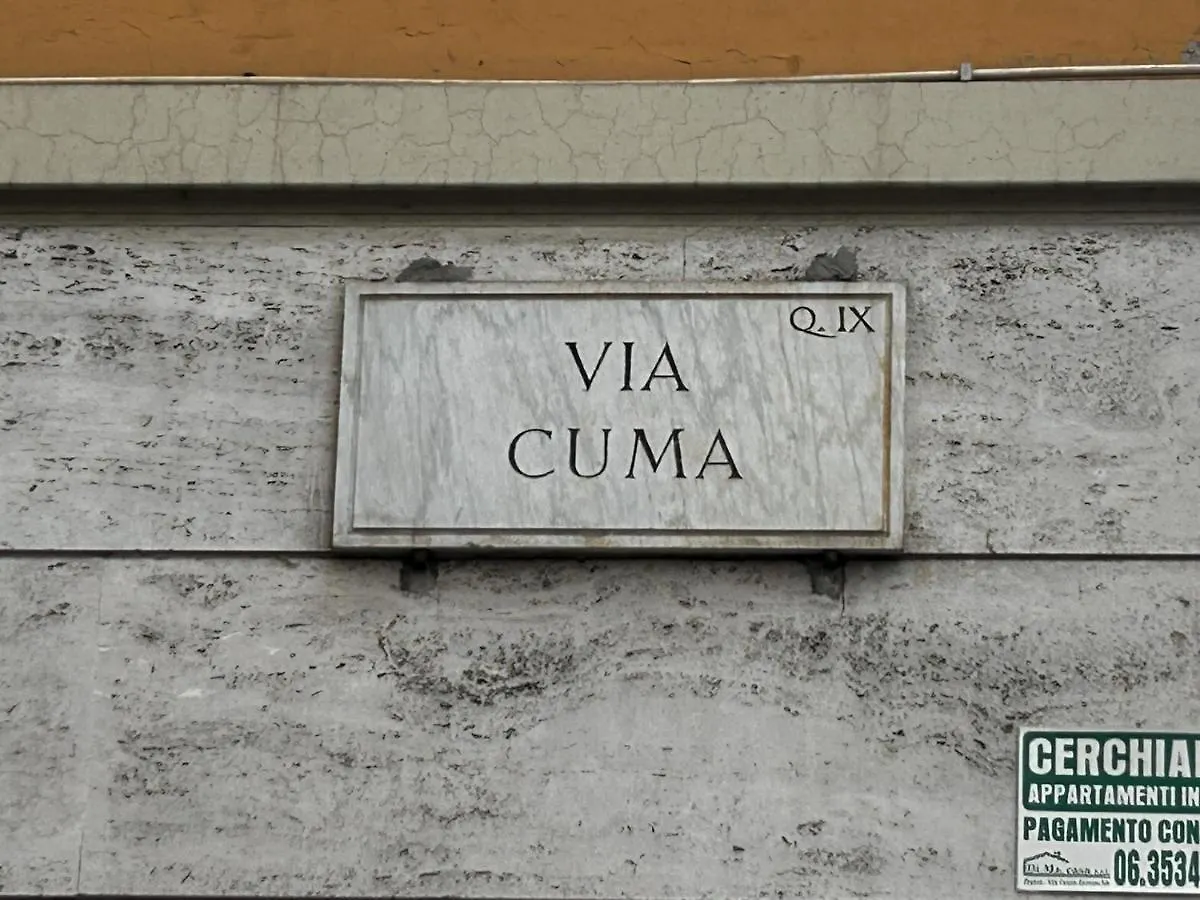 Q. IX
VIA
CUMA
CERCHIA
APPARTAMENTI IN
PAGAMENTO CON
06.3534